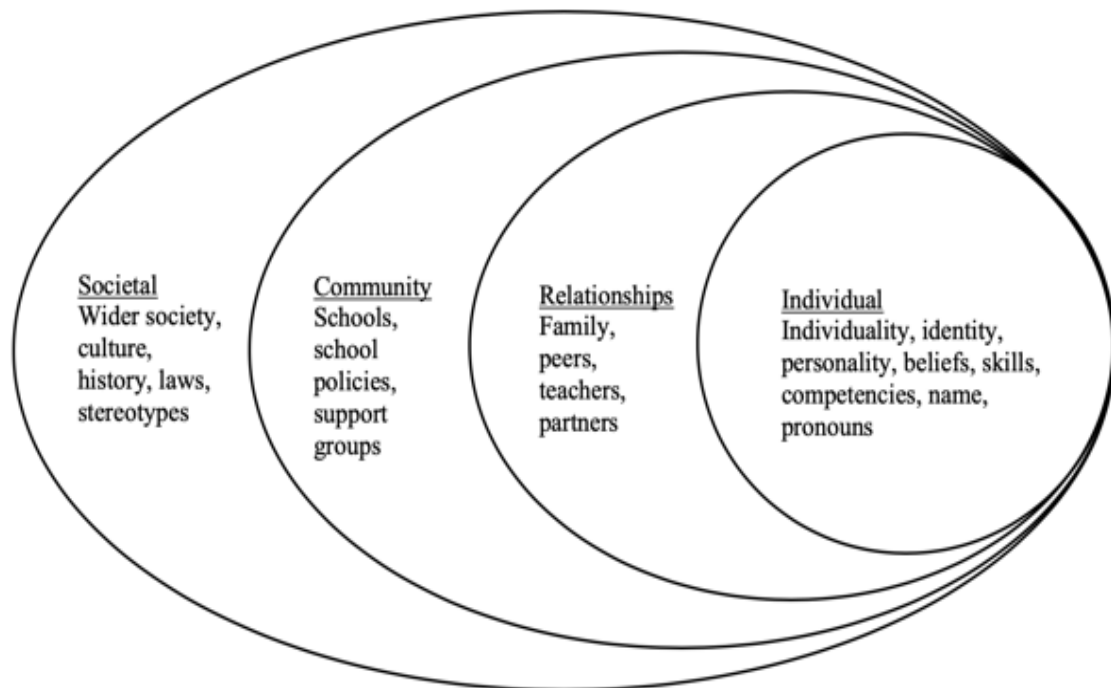 Societal
Wider society,
culture,
history, laws,
stereotypes
Community
Schools,
school
policies,
support
groups
Relationships
Family,
peers,
teachers,
partners
Individual
Individuality, identity,
personality, beliefs, skills,
competencies, name,
pronouns